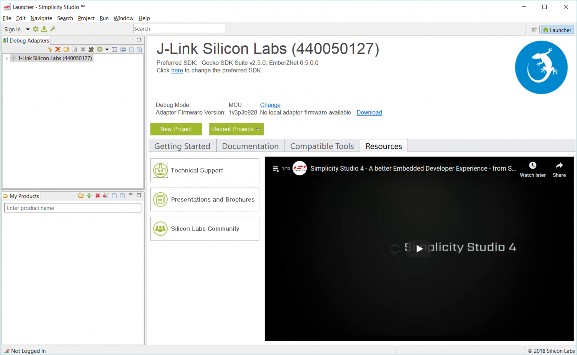 Launcher - Simplicity Studio ™
File Edit Navigate Search Project Run Window Help
Sign in
Search
Launcher
Debug Adapters
J-Link Silicon Labs (440050127)
My Products
Enter product name
J-Link Silicon Labs (440050127)
Preferred SDK: Gecko SDK Suite v2.5.0: EmberZNet 6.5.0.0
Click here to change the preferred SDK.
Debug Mode: MCU Change
Adapter Firmware Version: 1v3p3c928 No local adapter firmware available. Download
New Project
Recent Projects
Getting Started Documentation Compatible Tools Resources
Technical Support
Presentations and Brochures
Silicon Labs Community
Simplicity Studio 4 - A better Embedded Developer Experience - from S...
Watch later
Share
Simplicity Studio 4
Not Logged In
© 2018 Silicon Labs